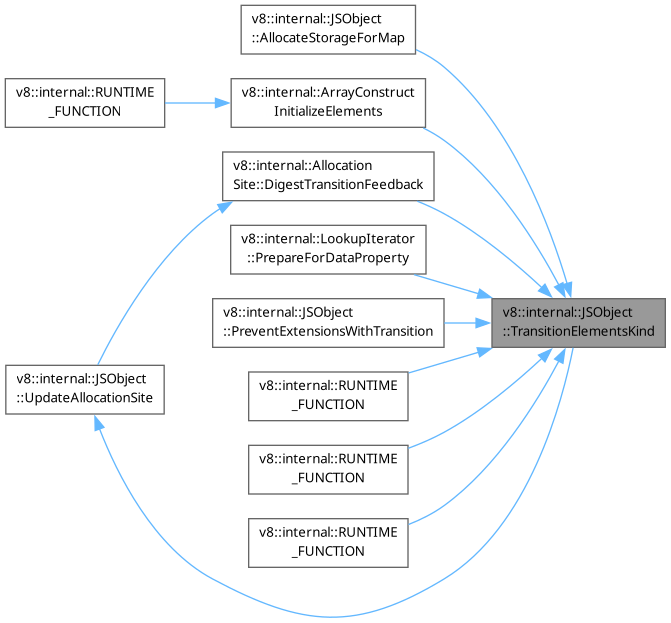 v8::internal::JSObject
::AllocateStorageForMap
v8::internal::RUNTIME
_FUNCTION
v8::internal::ArrayConstruct
InitializeElements
v8::internal::Allocation
Site::DigestTransitionFeedback
v8::internal::LookupIterator
::PrepareForDataProperty
v8::internal::JSObject
::PreventExtensionsWithTransition
v8::internal::JSObject
::TransitionElementsKind
v8::internal::JSObject
::UpdateAllocationSite
v8::internal::RUNTIME
_FUNCTION
v8::internal::RUNTIME
_FUNCTION
v8::internal::RUNTIME
_FUNCTION